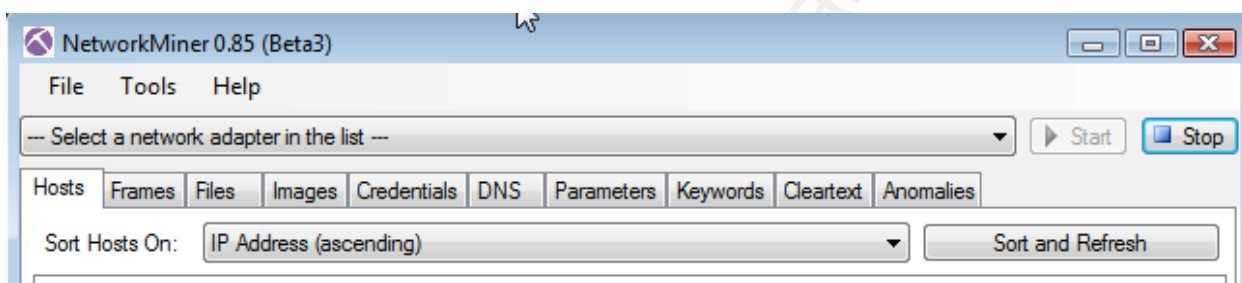 NetworkMiner 0.85 (Beta3)
File Tools Help
--- Select a network adapter in the list --- Start Stop
Hosts Frames Files Images Credentials DNS Parameters Keywords Cleartext Anomalies
Sort Hosts On: IP Address (ascending) Sort and Refresh